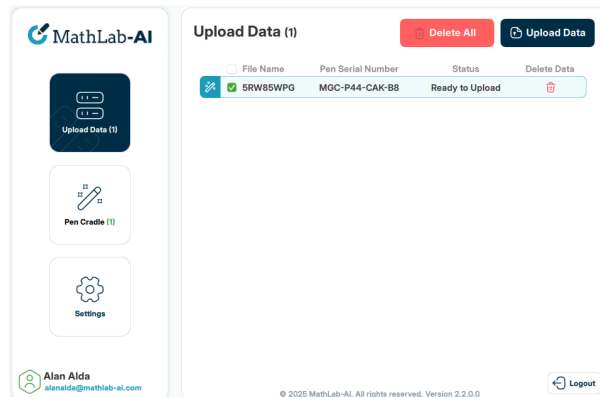 MathLab-AI
Upload Data (1)
Pen Cradle (1)
Settings
Alan Alda
alanalda@mathlab-ai.com
Upload Data (1)
Delete All
Upload Data
File Name Pen Serial Number Status Delete Data
5RW85WPG MGC-P44-CAK-B8 Ready to Upload
© 2025 MathLab-AI. All rights reserved. Version 2.2.0.0
Logout